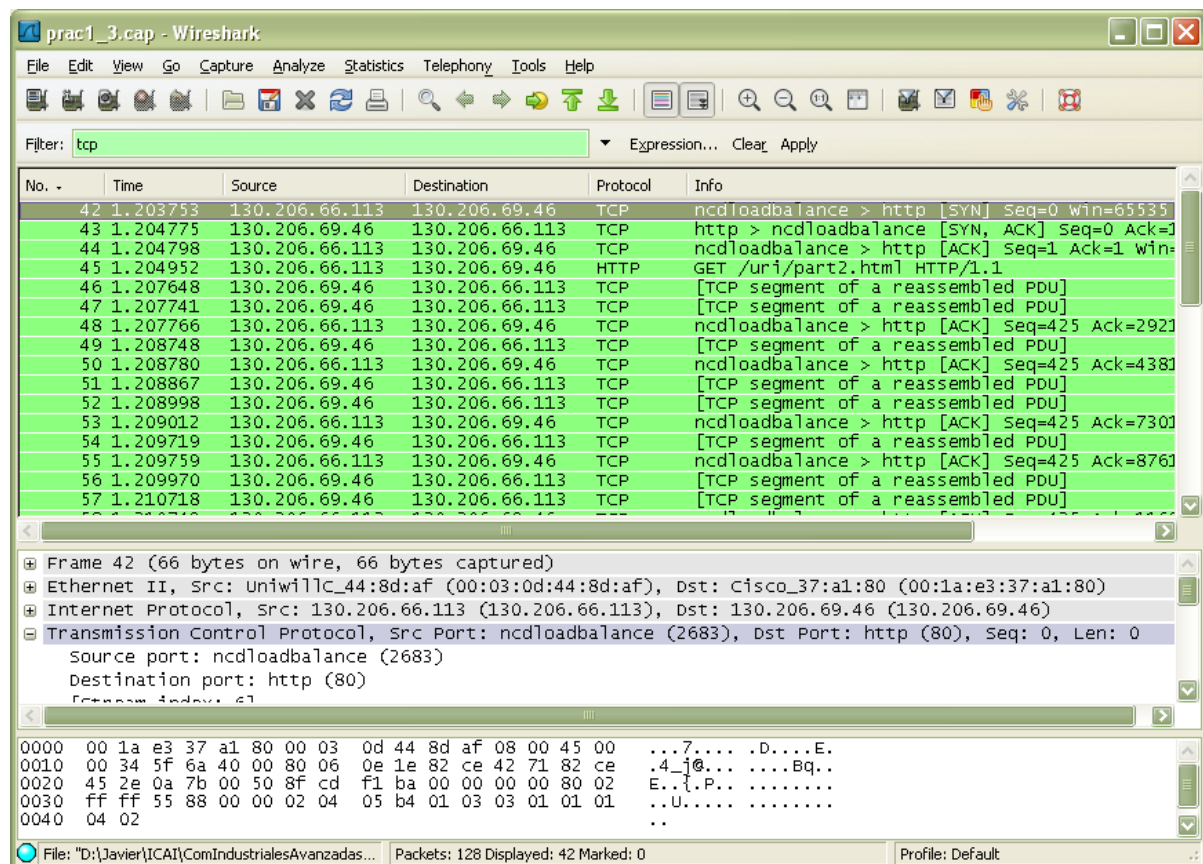 prac1_3.cap - Wireshark
File Edit View Go Capture Analyze Statistics Telephony Tools Help
Filter: tcp Expression... Clear Apply
No. Time Source Destination Protocol Info
42 1.203753 130.206.66.113 130.206.69.46 TCP ncdloadbalance > http [SYN] Seq=0 Win=65535
43 1.204775 130.206.69.46 130.206.66.113 TCP http > ncdloadbalance [SYN, ACK] Seq=0 Ack=1
44 1.204798 130.206.66.113 130.206.69.46 TCP ncdloadbalance > http [ACK] Seq=1 Ack=1 Win=
45 1.204952 130.206.66.113 130.206.69.46 HTTP GET /uri/part2.html HTTP/1.1
46 1.207648 130.206.69.46 130.206.66.113 TCP [TCP segment of a reassembled PDU]
47 1.207741 130.206.69.46 130.206.66.113 TCP [TCP segment of a reassembled PDU]
48 1.207766 130.206.66.113 130.206.69.46 TCP ncdloadbalance > http [ACK] Seq=425 Ack=2921
49 1.208748 130.206.69.46 130.206.66.113 TCP [TCP segment of a reassembled PDU]
50 1.208780 130.206.66.113 130.206.69.46 TCP ncdloadbalance > http [ACK] Seq=425 Ack=4381
51 1.208867 130.206.69.46 130.206.66.113 TCP [TCP segment of a reassembled PDU]
52 1.208998 130.206.69.46 130.206.66.113 TCP [TCP segment of a reassembled PDU]
53 1.209012 130.206.66.113 130.206.69.46 TCP ncdloadbalance > http [ACK] Seq=425 Ack=7301
54 1.209719 130.206.69.46 130.206.66.113 TCP [TCP segment of a reassembled PDU]
55 1.209759 130.206.66.113 130.206.69.46 TCP ncdloadbalance > http [ACK] Seq=425 Ack=8761
56 1.209970 130.206.69.46 130.206.66.113 TCP [TCP segment of a reassembled PDU]
57 1.210718 130.206.69.46 130.206.66.113 TCP [TCP segment of a reassembled PDU]
Frame 42 (66 bytes on wire, 66 bytes captured)
Ethernet II, Src: UniwillC_44:8d:af (00:03:0d:44:8d:af), Dst: Cisco_37:a1:80 (00:1a:e3:37:a1:80)
Internet Protocol, Src: 130.206.66.113 (130.206.66.113), Dst: 130.206.69.46 (130.206.69.46)
Transmission Control Protocol, Src Port: ncdloadbalance (2683), Dst Port: http (80), Seq: 0, Len: 0
Source port: ncdloadbalance (2683)
Destination port: http (80)
[Stream index: 6]
0000 00 1a e3 37 a1 80 00 03 0d 44 8d af 08 00 45 00 ...7.... .D....E.
0010 00 34 5f 6a 40 00 80 06 0e 1e 82 ce 42 71 82 ce .4_j@... ....Bq..
0020 45 2e 0a 7b 00 50 8f cd f1 ba 00 00 00 00 80 02 E..{.P.. ........
0030 ff ff 55 88 00 00 02 04 05 b4 01 03 03 01 01 01 ..U..... ........
0040 04 02 ..
File: "D:\Javier\ICAI\ComIndustrialesAvanzadas... Packets: 128 Displayed: 42 Marked: 0 Profile: Default